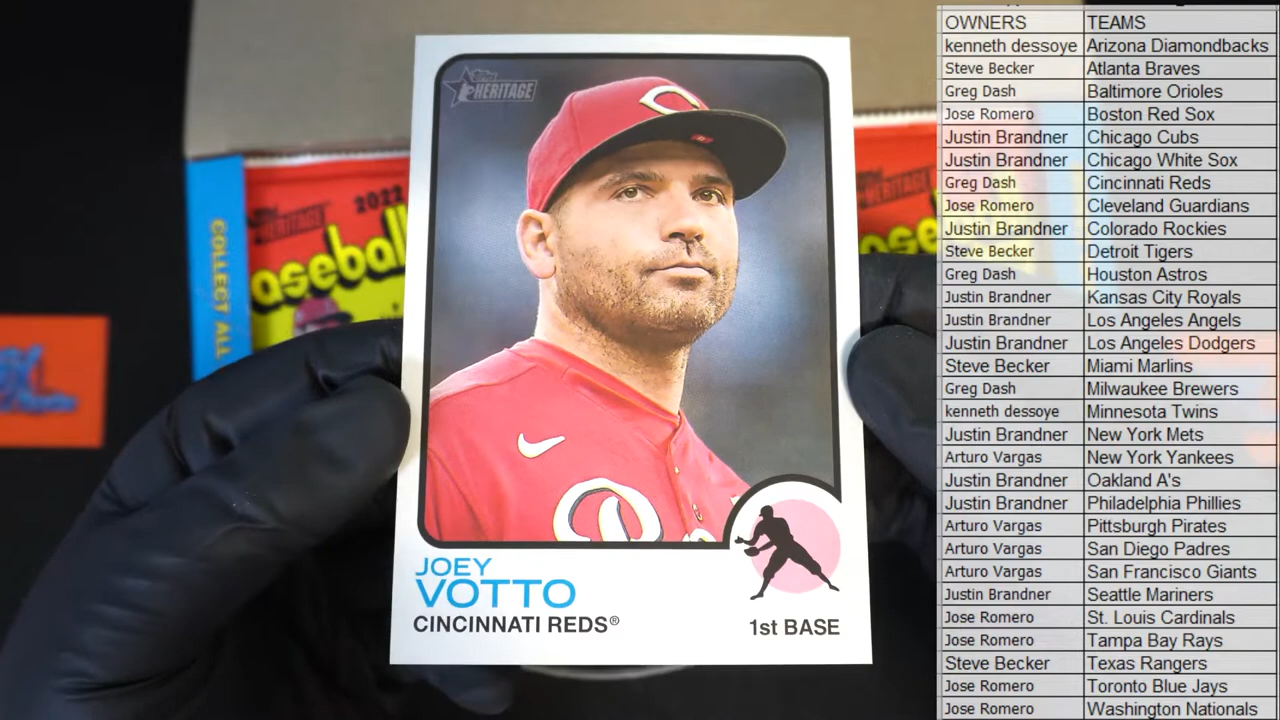 OWNERS TEAMS
kenneth dessoye Arizona Diamondbacks
Steve Becker Atlanta Braves
Greg Dash Baltimore Orioles
Jose Romero Boston Red Sox
Justin Brandner Chicago Cubs
Justin Brandner Chicago White Sox
Greg Dash Cincinnati Reds
Jose Romero Cleveland Guardians
Justin Brandner Colorado Rockies
Steve Becker Detroit Tigers
Greg Dash Houston Astros
Justin Brandner Kansas City Royals
Justin Brandner Los Angeles Angels
Justin Brandner Los Angeles Dodgers
Steve Becker Miami Marlins
Greg Dash Milwaukee Brewers
kenneth dessoye Minnesota Twins
Justin Brandner New York Mets
Arturo Vargas New York Yankees
Justin Brandner Oakland A's
Justin Brandner Philadelphia Phillies
Arturo Vargas Pittsburgh Pirates
Arturo Vargas San Diego Padres
Arturo Vargas San Francisco Giants
Justin Brandner Seattle Mariners
Jose Romero St. Louis Cardinals
Jose Romero Tampa Bay Rays
Steve Becker Texas Rangers
Jose Romero Toronto Blue Jays
Jose Romero Washington Nationals
Topps
HERITAGE
C
JOEY
VOTTO
CINCINNATI REDS®
1st BASE
COLLECT ALL
2022
HERITAGE
aseball
HERITAGE